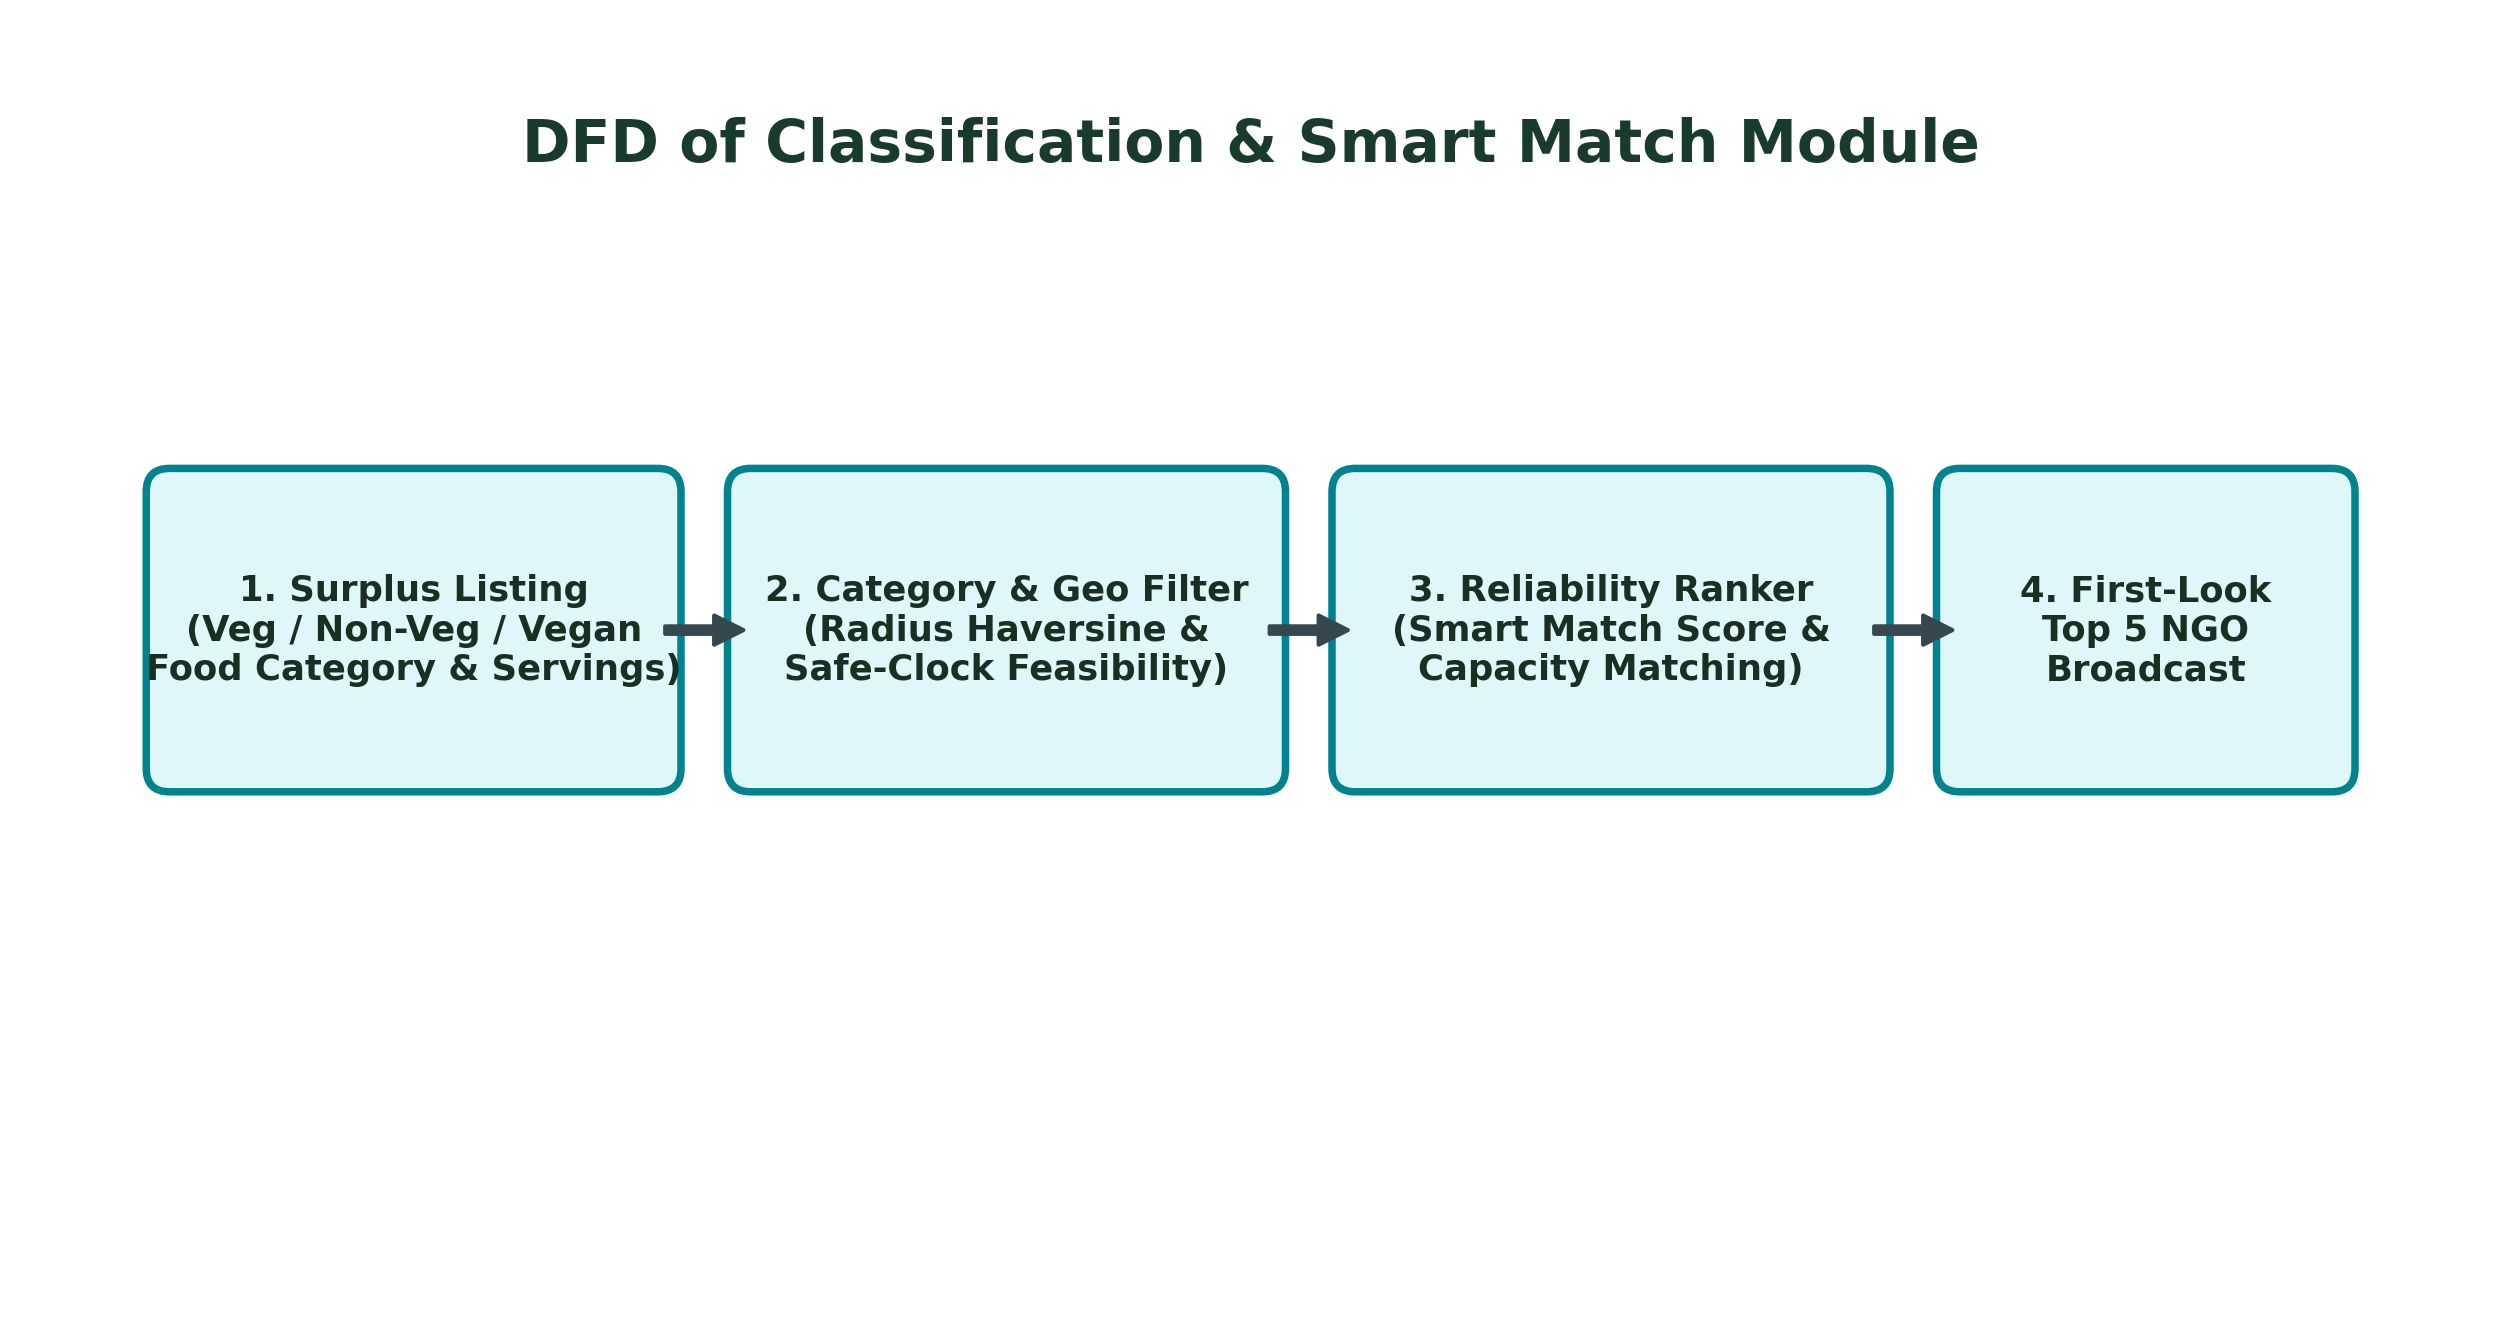 DFD of Classification & Smart Match Module
1. Surplus Listing
(Veg / Non-Veg / Vegan
Food Category & Servings)
2. Category & Geo Filter
(Radius Haversine &
Safe-Clock Feasibility)
3. Reliability Ranker
(Smart Match Score &
Capacity Matching)
4. First-Look
Top 5 NGO
Broadcast